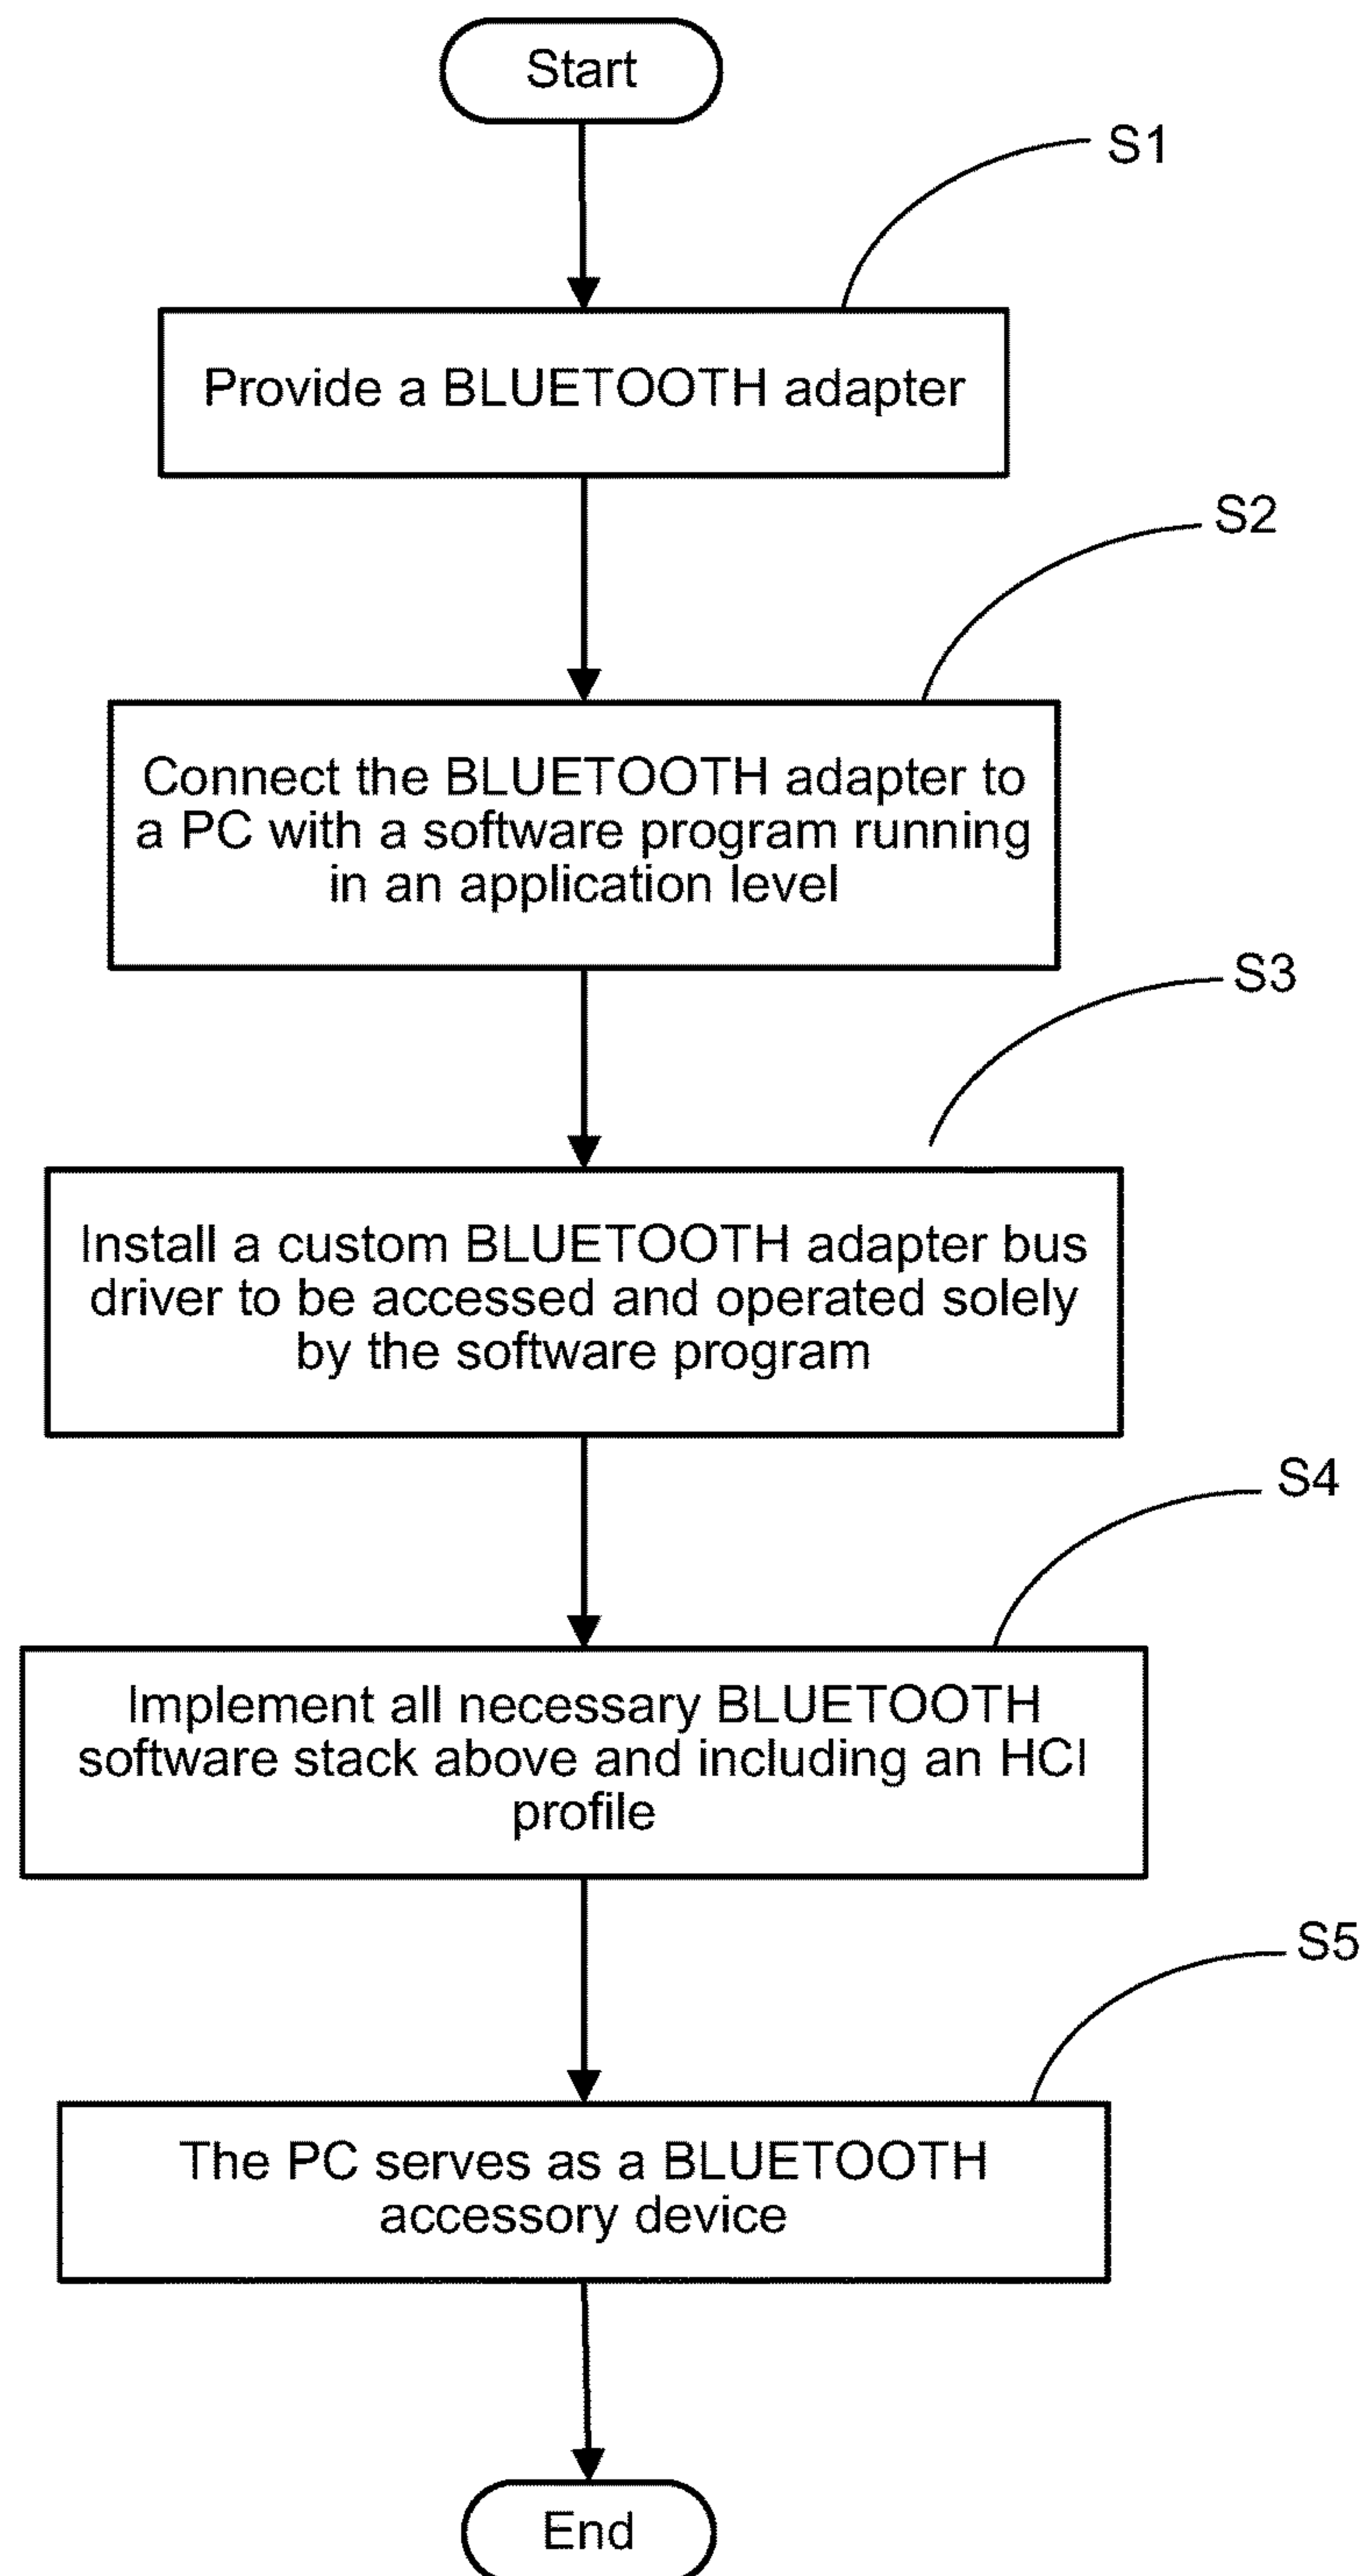 Start
S1
Provide a BLUETOOTH adapter
S2
Connect the BLUETOOTH adapter to
a PC with a software program running
in an application level
S3
Install a custom BLUETOOTH adapter bus
driver to be accessed and operated solely
by the software program
S4
Implement all necessary BLUETOOTH
software stack above and including an HCI
profile
S5
The PC serves as a BLUETOOTH
accessory device
End